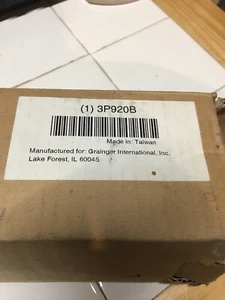 (1) 3P920B
Made in: Taiwan
Manufactured for: Grainger International, Inc.
Lake Forest, IL 60045